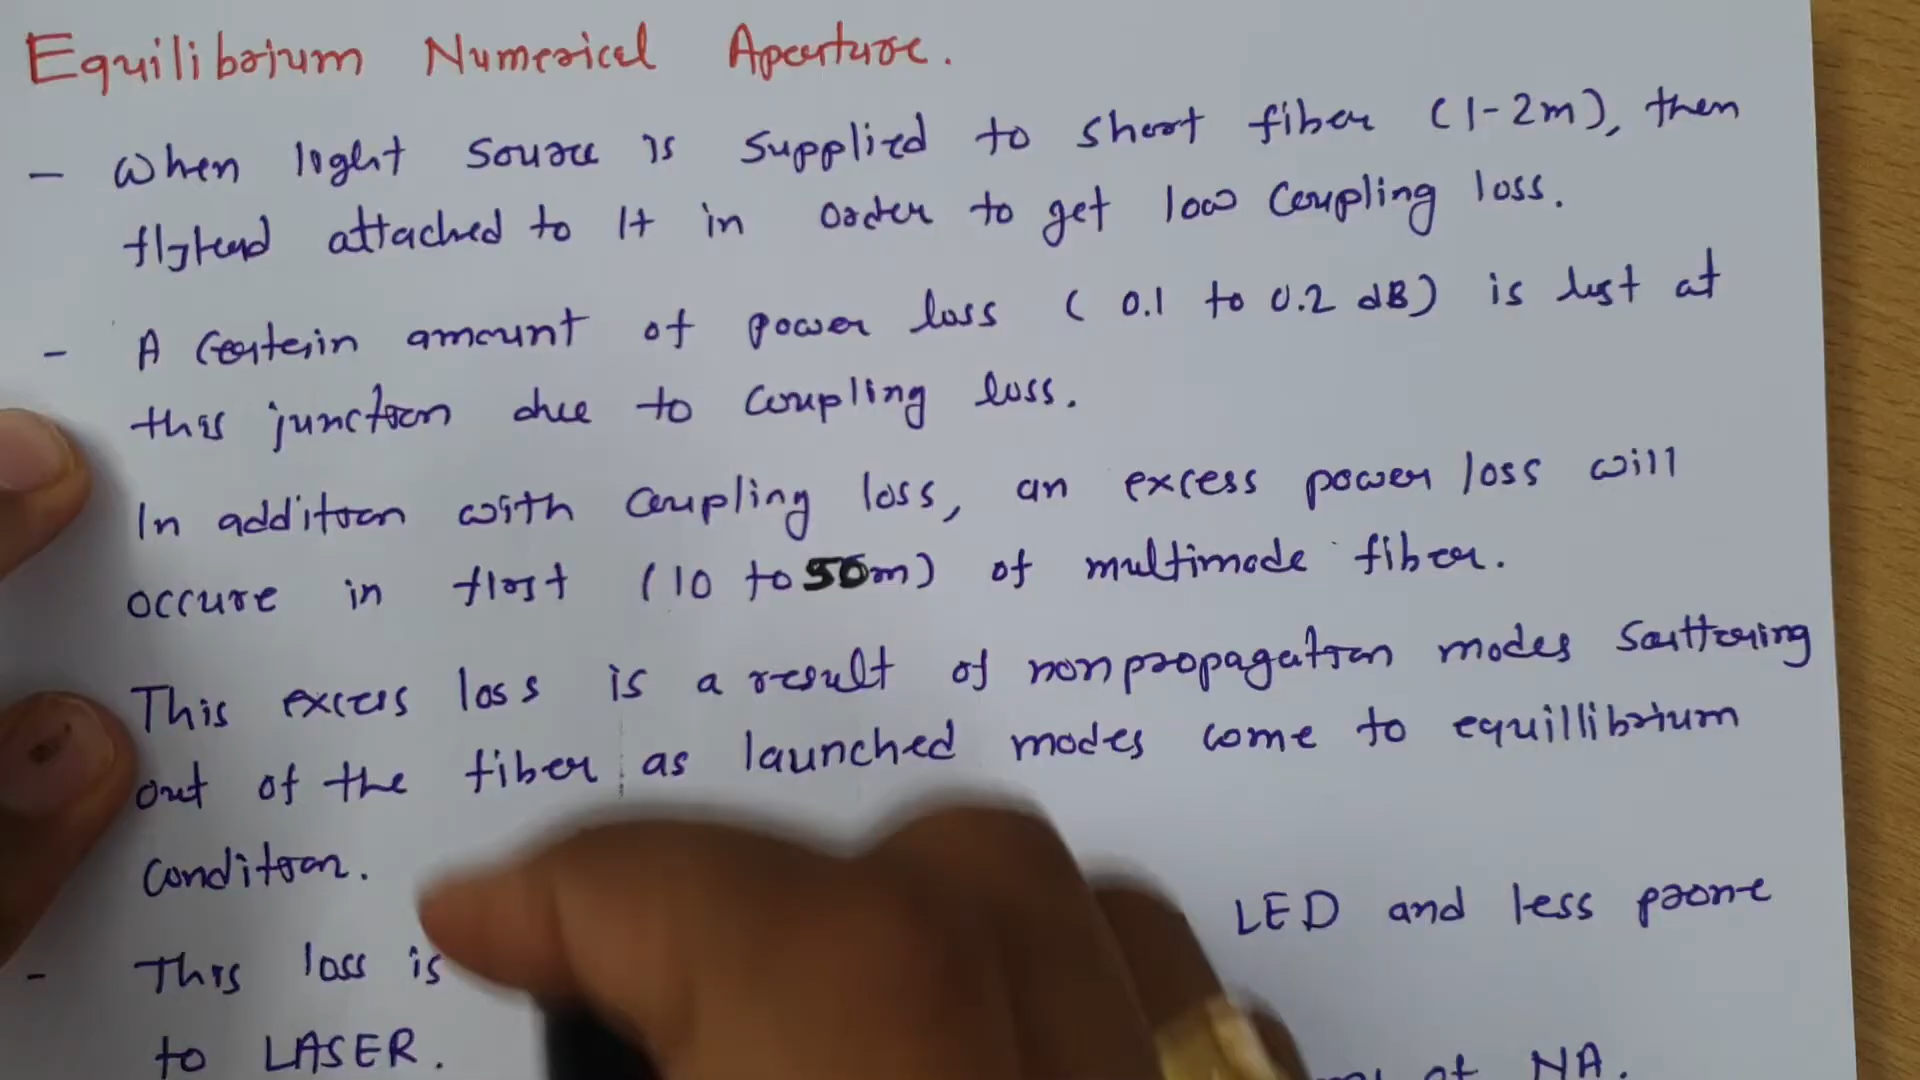 Equilibrium Numerical Aperture.
- When light source is supplied to short fiber (1-2m), then
flylead attached to it in order to get low coupling loss.
- A certain amount of power loss (0.1 to 0.2 dB) is lost at
this junction due to coupling loss.
In addition with coupling loss, an excess power loss will
occure in first (10 to 50m) of multimode fiber.
This excess loss is a result of nonpropagation modes scattering
out of the fiber as launched modes come to equillibrium
condition.
- This loss is LED and less prone
to LASER. of NA.